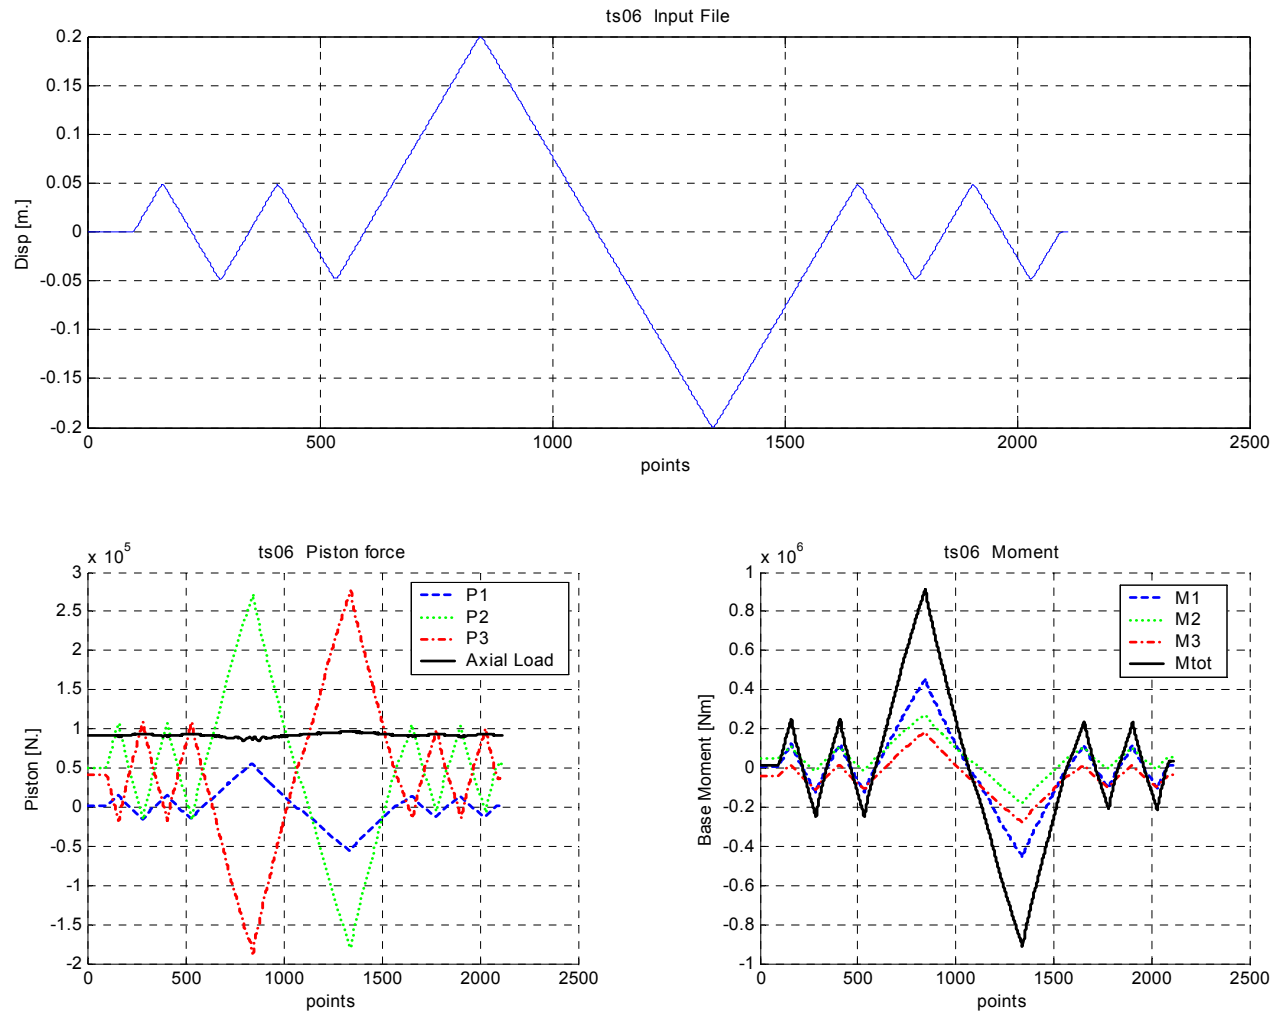 ts06 Input File
0.2
0.15
0.1
0.05
0
-0.05
-0.1
-0.15
-0.2
Disp [m.]
0 500 1000 1500 2000 2500
points
x 10^5
ts06 Piston force
3
2.5
2
1.5
1
0.5
0
-0.5
-1
-1.5
-2
Piston [N.]
P1
P2
P3
Axial Load
0 500 1000 1500 2000 2500
points
x 10^6
ts06 Moment
1
0.8
0.6
0.4
0.2
0
-0.2
-0.4
-0.6
-0.8
-1
Base Moment [Nm]
M1
M2
M3
Mtot
0 500 1000 1500 2000 2500
points